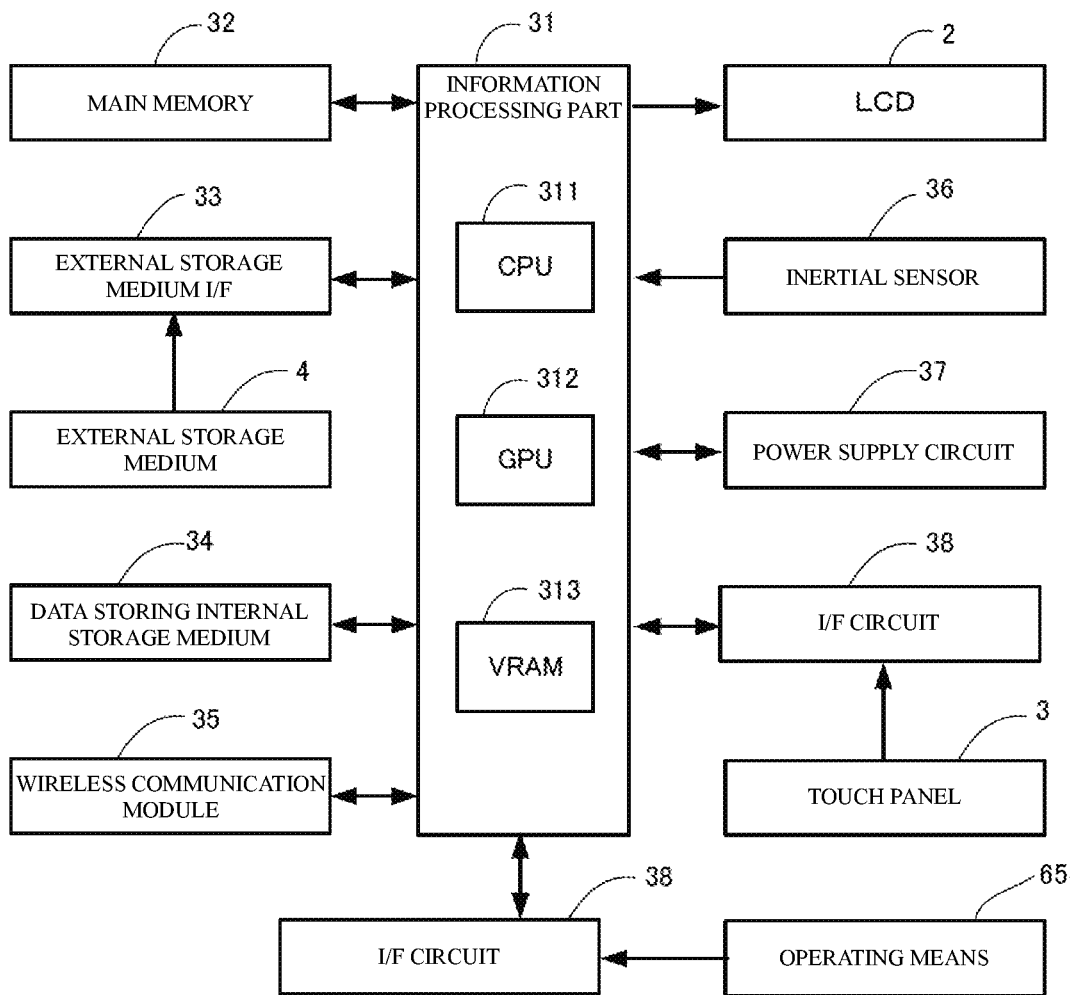 32
MAIN MEMORY
31
INFORMATION
PROCESSING PART
2
LCD
33
EXTERNAL STORAGE
MEDIUM I/F
311
CPU
36
INERTIAL SENSOR
4
EXTERNAL STORAGE
MEDIUM
312
GPU
37
POWER SUPPLY CIRCUIT
34
DATA STORING INTERNAL
STORAGE MEDIUM
313
VRAM
38
I/F CIRCUIT
35
WIRELESS COMMUNICATION
MODULE
3
TOUCH PANEL
38
I/F CIRCUIT
65
OPERATING MEANS